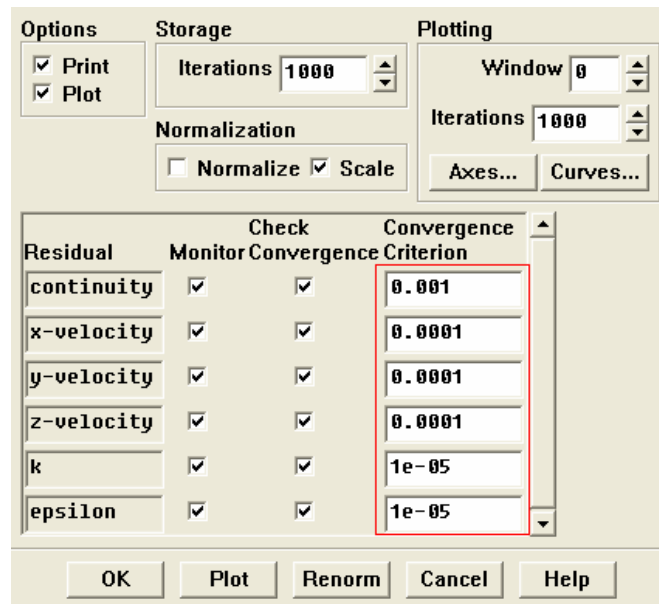 Options Storage Plotting
Print Iterations 1000 Window 0
Plot
Iterations 1000
Normalization
Normalize Scale Axes... Curves...
Check Convergence
Residual Monitor Convergence Criterion
continuity 0.001
x-velocity 0.0001
y-velocity 0.0001
z-velocity 0.0001
k 1e-05
epsilon 1e-05
OK Plot Renorm Cancel Help